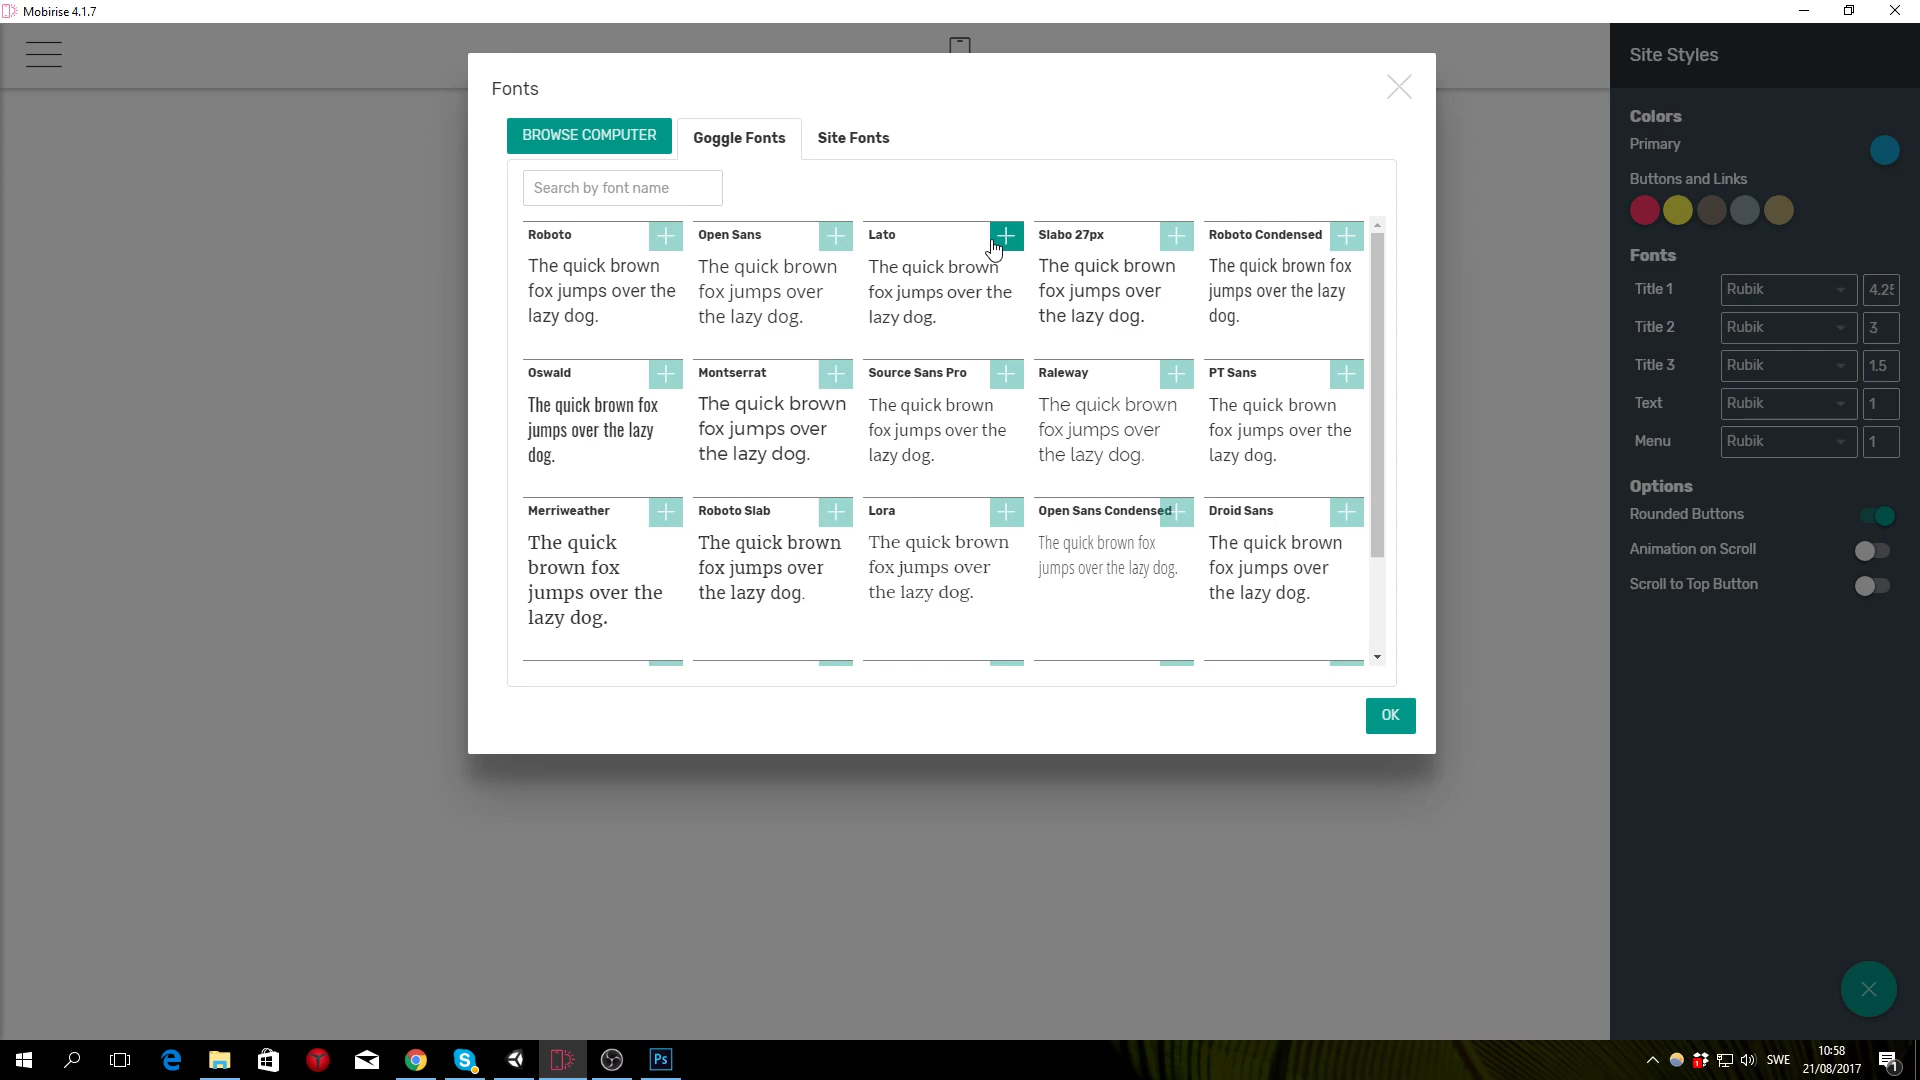 Mobirise 4.1.7
Site Styles
Fonts
BROWSE COMPUTER
Goggle Fonts
Site Fonts
Search by font name
Roboto
The quick brown
fox jumps over the
lazy dog.
Open Sans
The quick brown
fox jumps over
the lazy dog.
Lato
The quick brown
fox jumps over the
lazy dog.
Slabo 27px
The quick brown
fox jumps over
the lazy dog.
Roboto Condensed
The quick brown fox
jumps over the lazy
dog.
Oswald
The quick brown fox
jumps over the lazy
dog.
Montserrat
The quick brown
fox jumps over
the lazy dog.
Source Sans Pro
The quick brown
fox jumps over the
lazy dog.
Raleway
The quick brown
fox jumps over
the lazy dog.
PT Sans
The quick brown
fox jumps over the
lazy dog.
Merriweather
The quick
brown fox
jumps over the
lazy dog.
Roboto Slab
The quick brown
fox jumps over
the lazy dog.
Lora
The quick brown
fox jumps over
the lazy dog.
Open Sans Condensed
The quick brown fox
jumps over the lazy dog.
Droid Sans
The quick brown
fox jumps over
the lazy dog.
OK
Colors
Primary
Buttons and Links
Fonts
Title 1 Rubik 4.25
Title 2 Rubik 3
Title 3 Rubik 1.5
Text Rubik 1
Menu Rubik 1
Options
Rounded Buttons
Animation on Scroll
Scroll to Top Button
Ps
SWE
10:58
21/08/2017
1